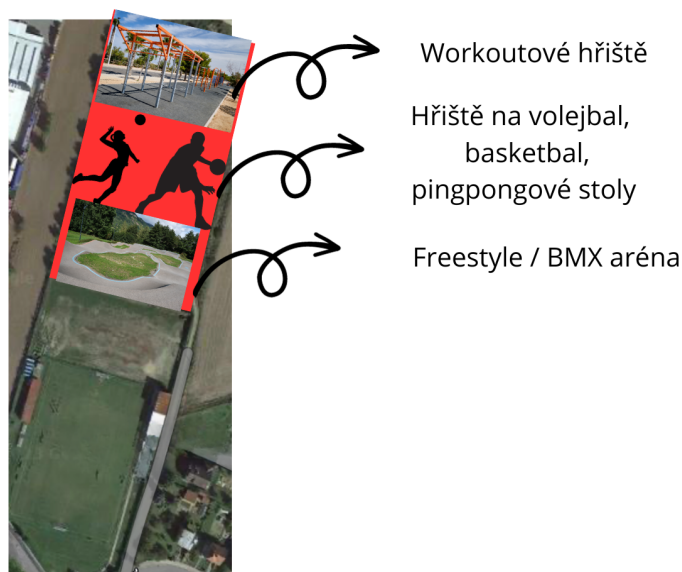 Workoutové hřiště
Hřiště na volejbal,
basketbal,
pingpongové stoly
Freestyle / BMX aréna